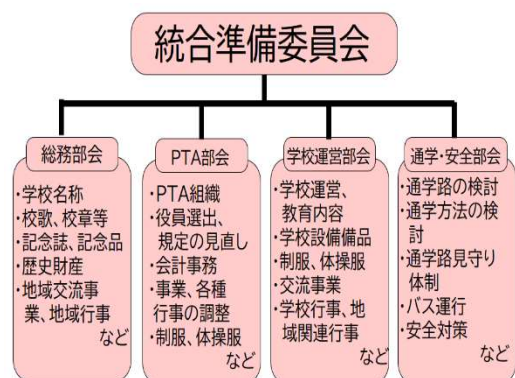 統合準備委員会
総務部会
・学校名称
・校歌、校章等
・記念誌、記念品
・歴史財産
・地域交流事
業、地域行事
など
PTA部会
・PTA組織
・役員選出、
規定の見直し
・会計事務
・事業、各種
行事の調整
・制服、体操服
など
学校運営部会
・学校運営、
教育内容
・学校設備備品
・制服、体操服
・交流事業
・学校行事、地
域関連行事
など
通学・安全部会
・通学路の検討
・通学方法の検
討
・通学路見守り
体制
・バス運行
・安全対策
など